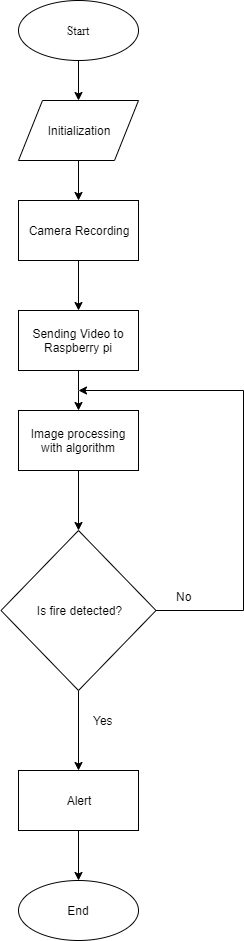 Start
Initialization
Camera Recording
Sending Video to
Raspberry pi
Image processing
with algorithm
Is fire detected?
No
Yes
Alert
End